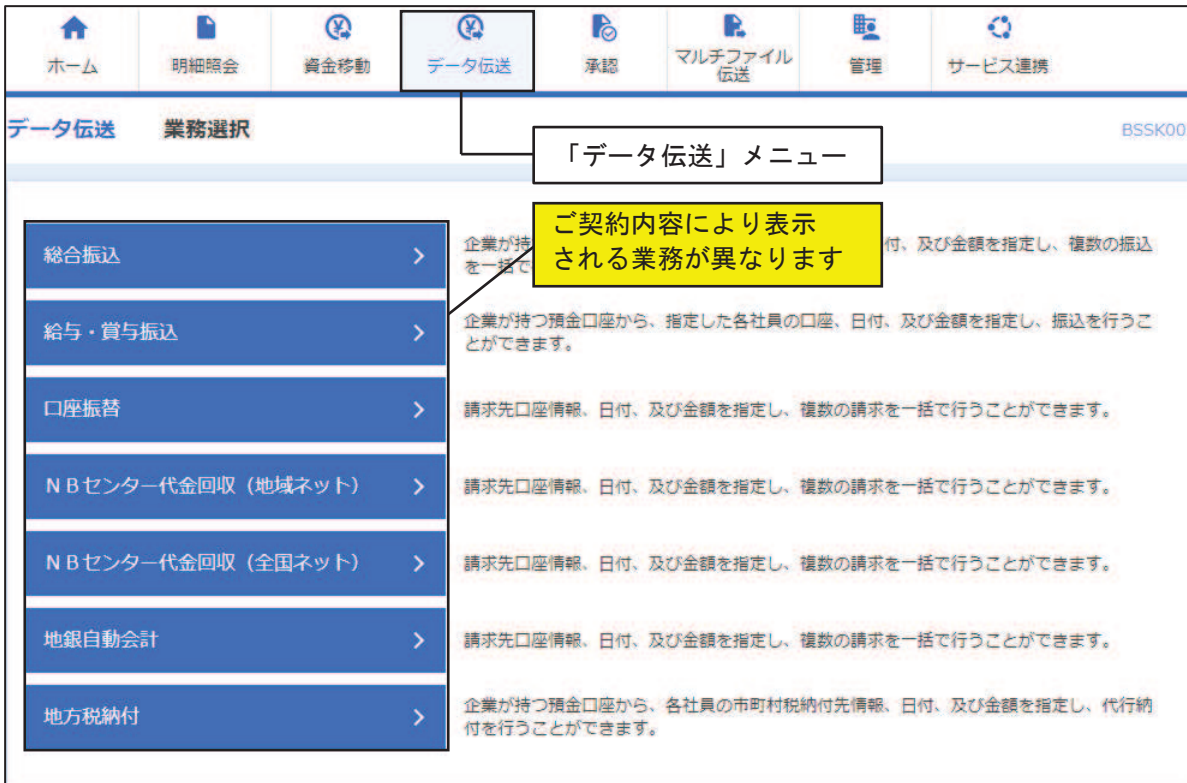 ホーム
明細照会
資金移動
データ伝送
承認
マルチファイル
伝送
管理
サービス連携
データ伝送 業務選択
BSSK00
「データ伝送」メニュー
ご契約内容により表示
される業務が異なります
総合振込
企業が持
付、及び金額を指定し、複数の振込
を一括で
給与・賞与振込
企業が持つ預金口座から、指定した各社員の口座、日付、及び金額を指定し、振込を行うこ
とができます。
口座振替
請求先口座情報、日付、及び金額を指定し、複数の請求を一括で行うことができます。
ＮＢセンター代金回収（地域ネット）
請求先口座情報、日付、及び金額を指定し、複数の請求を一括で行うことができます。
ＮＢセンター代金回収（全国ネット）
請求先口座情報、日付、及び金額を指定し、複数の請求を一括で行うことができます。
地銀自動会計
請求先口座情報、日付、及び金額を指定し、複数の請求を一括で行うことができます。
地方税納付
企業が持つ預金口座から、各社員の市町村税納付先情報、日付、及び金額を指定し、代行納
付を行うことができます。